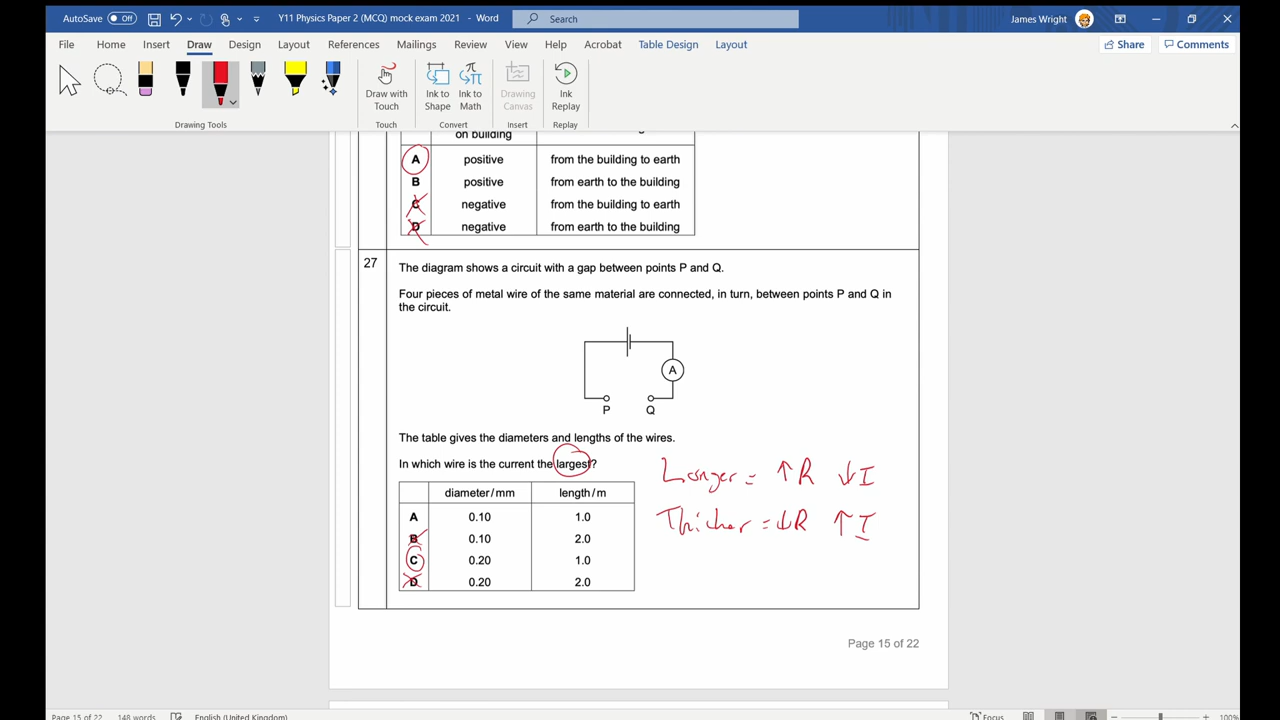 AutoSave Off Y11 Physics Paper 2 (MCQ) mock exam 2021 - Word Search James Wright
File Home Insert Draw Design Layout References Mailings Review View Help Acrobat Table Design Layout Share Comments
Draw with Touch
Ink to Shape
Ink to Math
Drawing Canvas
Ink Replay
Drawing Tools Touch Convert Insert Replay
on building
A positive from the building to earth
B positive from earth to the building
C negative from the building to earth
D negative from earth to the building
27 The diagram shows a circuit with a gap between points P and Q.
Four pieces of metal wire of the same material are connected, in turn, between points P and Q in
the circuit.
A
P Q
The table gives the diameters and lengths of the wires.
In which wire is the current the largest?
Longer = ↑R ↓I
diameter/mm length/m
A 0.10 1.0
Thicker = ↓R ↑I
B 0.10 2.0
C 0.20 1.0
D 0.20 2.0
Page 15 of 22
Page 15 of 22 148 words English (United Kingdom) Focus 100%